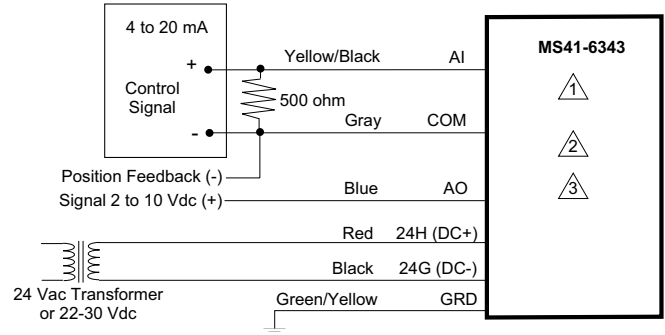 4 to 20 mA
MS41-6343
Yellow/Black AI
+
1
Control
Signal
500 ohm
Gray COM
-
2
Position Feedback (-)
3
Signal 2 to 10 Vdc (+)
Blue AO
Red 24H (DC+)
Black 24G (DC-)
24 Vac Transformer
or 22-30 Vdc
Green/Yellow GRD